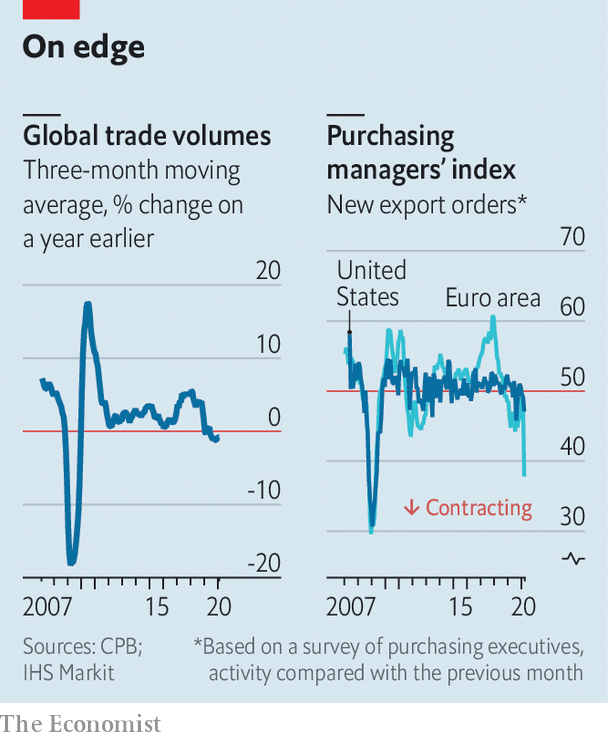 On edge
Global trade volumes
Three-month moving
average, % change on
a year earlier
20
10
0
-10
-20
2007
15
20
Purchasing
managers’ index
New export orders*
70
United
States
Euro area
60
50
40
↓ Contracting
30
2007
15
20
Sources: CPB;
IHS Markit
*Based on a survey of purchasing executives,
activity compared with the previous month
The Economist